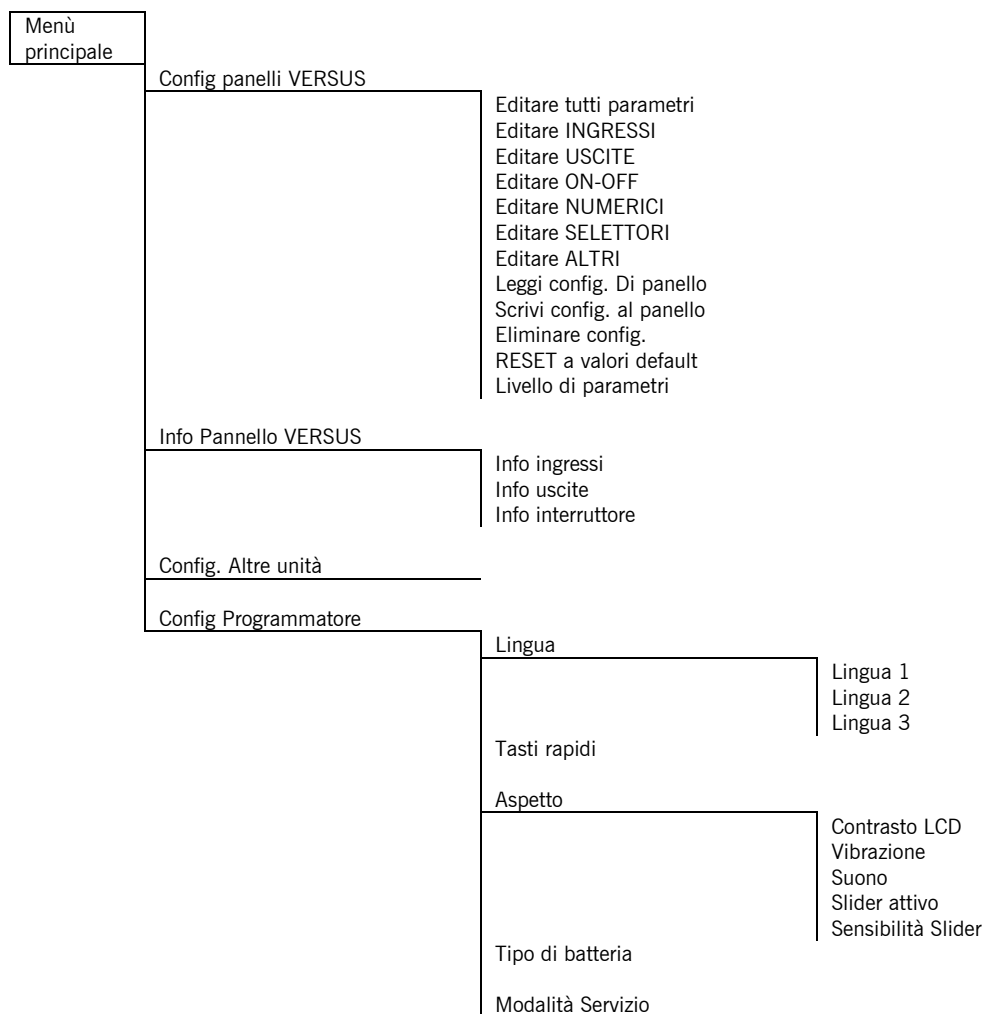 Menù
principale
Config panelli VERSUS
Editare tutti parametri
Editare INGRESSI
Editare USCITE
Editare ON-OFF
Editare NUMERICI
Editare SELETTORI
Editare ALTRI
Leggi config. Di panello
Scrivi config. al panello
Eliminare config.
RESET a valori default
Livello di parametri
Info Pannello VERSUS
Info ingressi
Info uscite
Info interruttore
Config. Altre unità
Config Programmatore
Lingua
Lingua 1
Lingua 2
Lingua 3
Tasti rapidi
Aspetto
Contrasto LCD
Vibrazione
Suono
Slider attivo
Sensibilità Slider
Tipo di batteria
Modalità Servizio